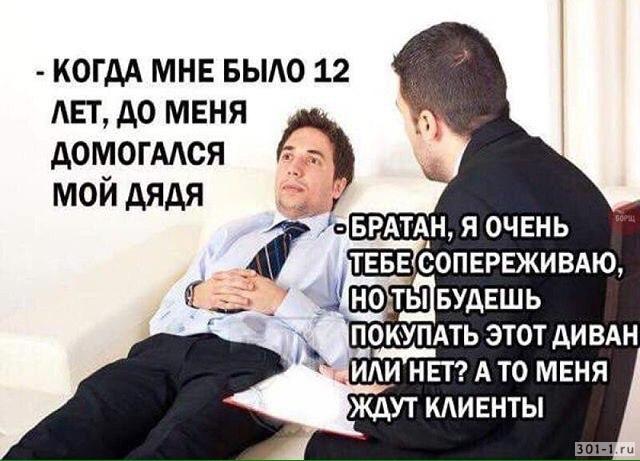 - КОГДА МНЕ БЫЛО 12
ЛЕТ, ДО МЕНЯ
ДОМОГАЛСЯ
МОЙ ДЯДЯ
- БРАТАН, Я ОЧЕНЬ
ТЕБЕ СОПЕРЕЖИВАЮ,
НО ТЫ БУДЕШЬ
ПОКУПАТЬ ЭТОТ ДИВАН
ИЛИ НЕТ? А ТО МЕНЯ
ЖДУТ КЛИЕНТЫ
БОРЩ
301-1.ru